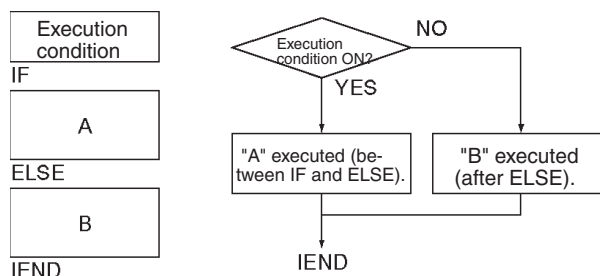 Execution
condition
IF
A
ELSE
B
IEND
Execution
condition ON?
NO
YES
"A" executed (be-
tween IF and ELSE).
"B" executed
(after ELSE).
IEND